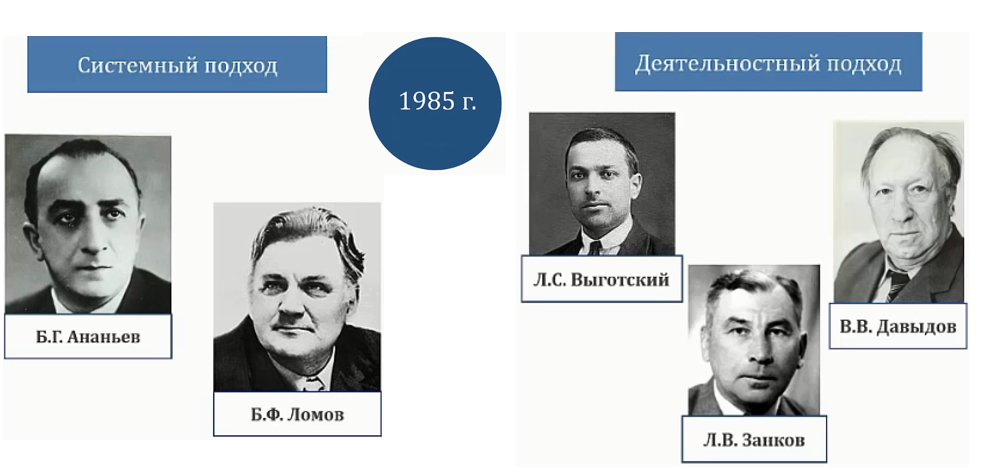 Системный подход
1985 г.
Деятельностный подход
Б.Г. Ананьев
Б.Ф. Ломов
Л.С. Выготский
В.В. Давыдов
Л.В. Занков